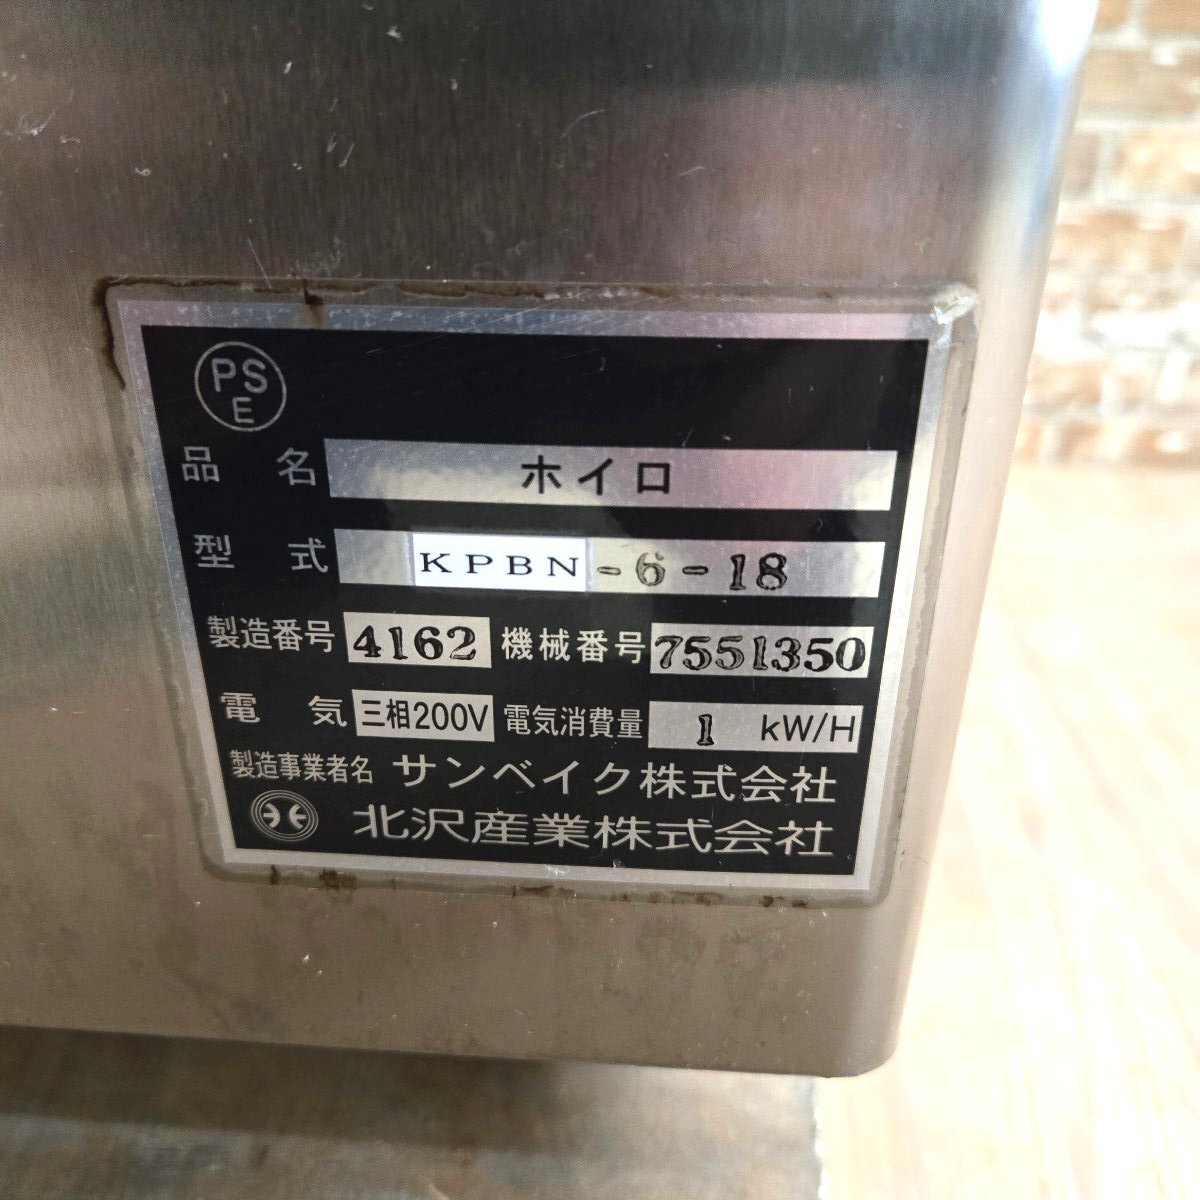 PS
E
品名 ホイロ
型式 KPBN-6-18
製造番号 4162 機械番号 7551350
電気 三相200V 電気消費量 1 kW/H
製造事業者名 サンベイク株式会社
北沢産業株式会社